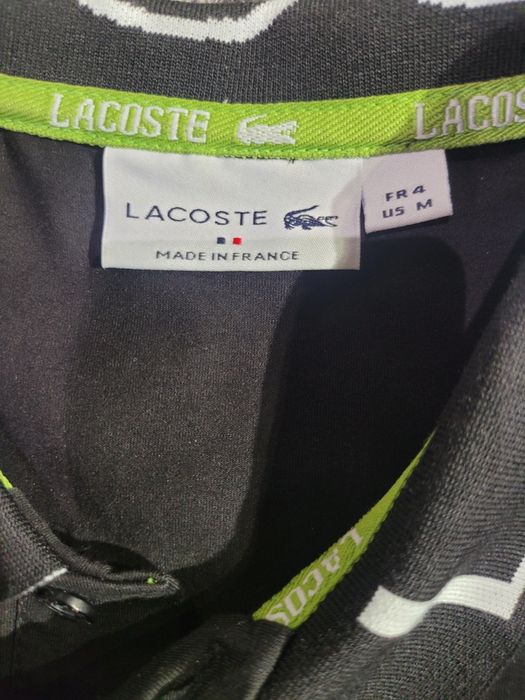 LACOSTE LACOS
LACOSTE
MADE IN FRANCE
FR 4
US M
LACOS